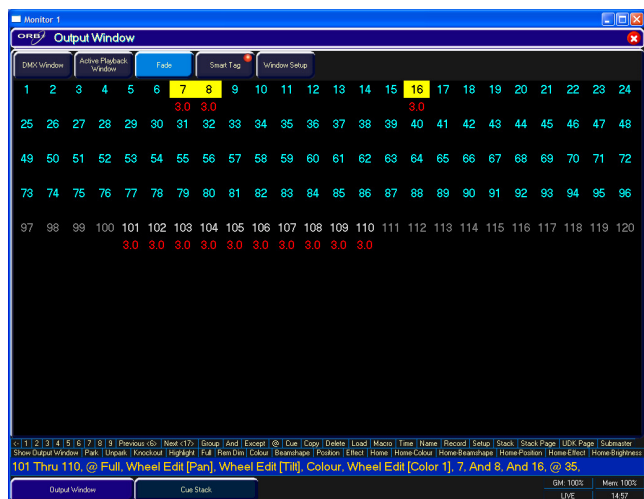 Monitor 1
ORB Output Window
DMX Window Active Playback Window Fade Smart Tag Window Setup
1 2 3 4 5 6 7 8 9 10 11 12 13 14 15 16 17 18 19 20 21 22 23 24
3.0 3.0 3.0
25 26 27 28 29 30 31 32 33 34 35 36 37 38 39 40 41 42 43 44 45 46 47 48
49 50 51 52 53 54 55 56 57 58 59 60 61 62 63 64 65 66 67 68 69 70 71 72
73 74 75 76 77 78 79 80 81 82 83 84 85 86 87 88 89 90 91 92 93 94 95 96
97 98 99 100 101 102 103 104 105 106 107 108 109 110 111 112 113 114 115 116 117 118 119 120
3.0 3.0 3.0 3.0 3.0 3.0 3.0 3.0 3.0 3.0
<- 1 2 3 4 5 6 7 8 9 Previous <6> Next <17> Group And Except @ Cue Copy Delete Load Macro Time Name Record Setup Stack Stack Page UDK Page Submaster
Show Output Window Park Unpark Knockout Highlight Full Rem Dim Colour Beamshape Position Effect Home Home-Colour Home-Beamshape Home-Position Home-Effect Home-Brightness
101 Thru 110, @ Full, Wheel Edit [Pan], Wheel Edit [Tilt], Colour, Wheel Edit [Color 1], 7, And 8, And 16, @ 35,
Output Window Cue Stack GM: 100% Mem: 100%
LIVE 14:57